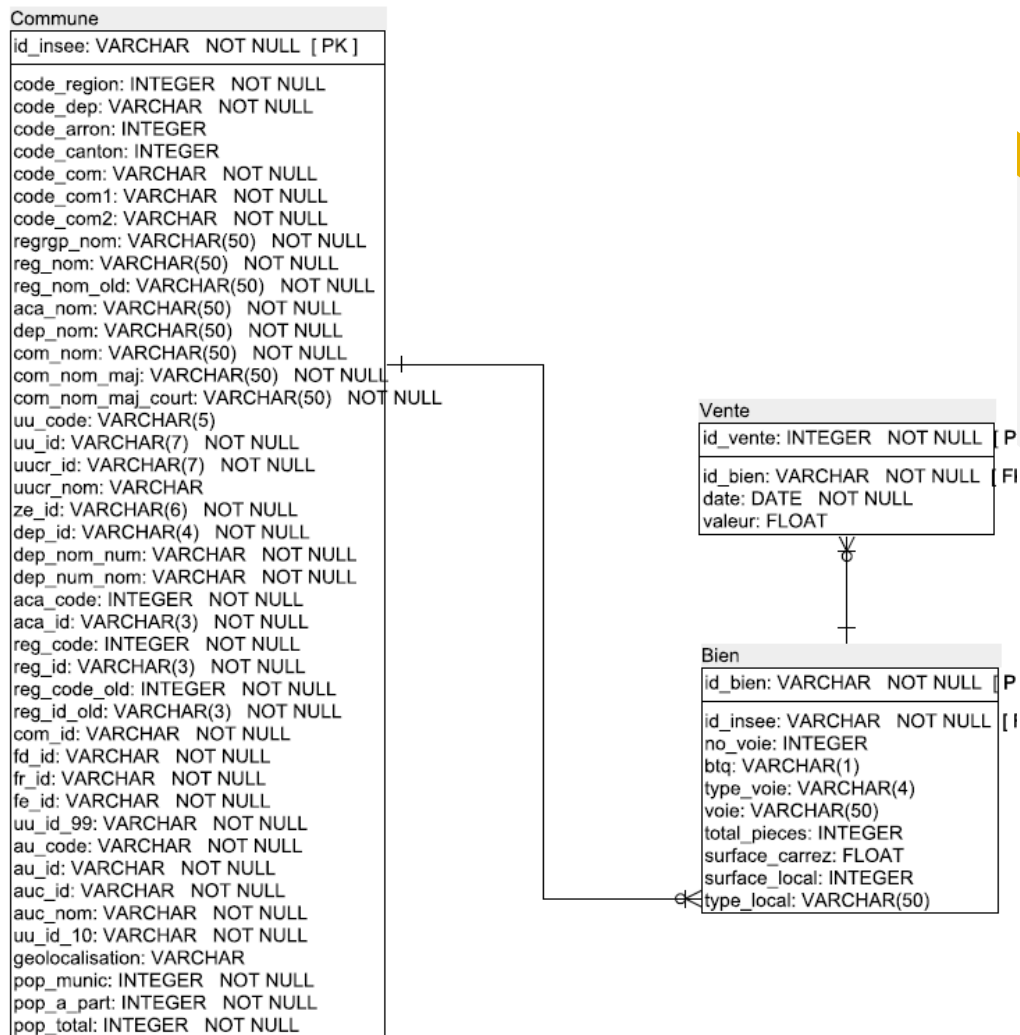 Commune
id_insee: VARCHAR NOT NULL [ PK ]
code_region: INTEGER NOT NULL
code_dep: VARCHAR NOT NULL
code_arron: INTEGER
code_canton: INTEGER
code_com: VARCHAR NOT NULL
code_com1: VARCHAR NOT NULL
code_com2: VARCHAR NOT NULL
regrgp_nom: VARCHAR(50) NOT NULL
reg_nom: VARCHAR(50) NOT NULL
reg_nom_old: VARCHAR(50) NOT NULL
aca_nom: VARCHAR(50) NOT NULL
dep_nom: VARCHAR(50) NOT NULL
com_nom: VARCHAR(50) NOT NULL
com_nom_maj: VARCHAR(50) NOT NULL
com_nom_maj_court: VARCHAR(50) NOT NULL
uu_code: VARCHAR(5)
uu_id: VARCHAR(7) NOT NULL
uucr_id: VARCHAR(7) NOT NULL
uucr_nom: VARCHAR
ze_id: VARCHAR(6) NOT NULL
dep_id: VARCHAR(4) NOT NULL
dep_nom_num: VARCHAR NOT NULL
dep_num_nom: VARCHAR NOT NULL
aca_code: INTEGER NOT NULL
aca_id: VARCHAR(3) NOT NULL
reg_code: INTEGER NOT NULL
reg_id: VARCHAR(3) NOT NULL
reg_code_old: INTEGER NOT NULL
reg_id_old: VARCHAR(3) NOT NULL
com_id: VARCHAR NOT NULL
fd_id: VARCHAR NOT NULL
fr_id: VARCHAR NOT NULL
fe_id: VARCHAR NOT NULL
uu_id_99: VARCHAR NOT NULL
au_code: VARCHAR NOT NULL
au_id: VARCHAR NOT NULL
auc_id: VARCHAR NOT NULL
auc_nom: VARCHAR NOT NULL
uu_id_10: VARCHAR NOT NULL
geolocalisation: VARCHAR
pop_munic: INTEGER NOT NULL
pop_a_part: INTEGER NOT NULL
pop_total: INTEGER NOT NULL
Vente
id_vente: INTEGER NOT NULL [ P
id_bien: VARCHAR NOT NULL [ F
date: DATE NOT NULL
valeur: FLOAT
Bien
id_bien: VARCHAR NOT NULL [ P
id_insee: VARCHAR NOT NULL [
no_voie: INTEGER
btq: VARCHAR(1)
type_voie: VARCHAR(4)
voie: VARCHAR(50)
total_pieces: INTEGER
surface_carrez: FLOAT
surface_local: INTEGER
type_local: VARCHAR(50)